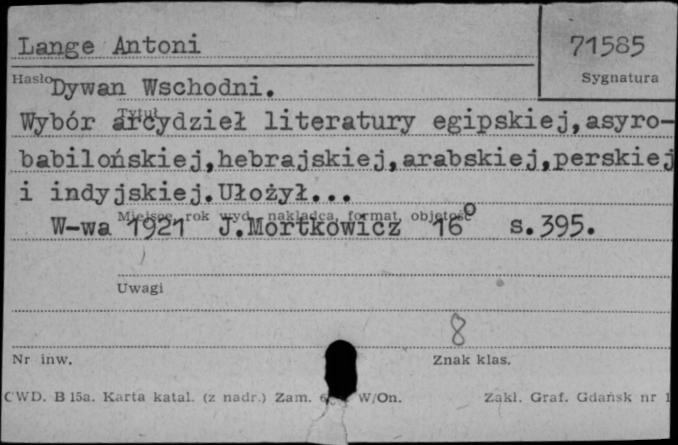 Lange Antoni
71585
Hasło
Sygnatura
Dywan Wschodni.
Tytuł
Wybór arcydzieł literatury egipskiej,asyro-
babilońskiej,hebrajskiej,arabskiej,perskiej
i indyjskiej.Ułożył...
Miejsce, rok wyd., nakładca, format, objętość
W-wa 1921 J.Mortkowicz 16° s.395.
Uwagi
8
Nr inw.
Znak klas.
CWD. B 15a. Karta katal. (z nadr.) Zam. W/On.
Zakł. Graf. Gdańsk nr 1